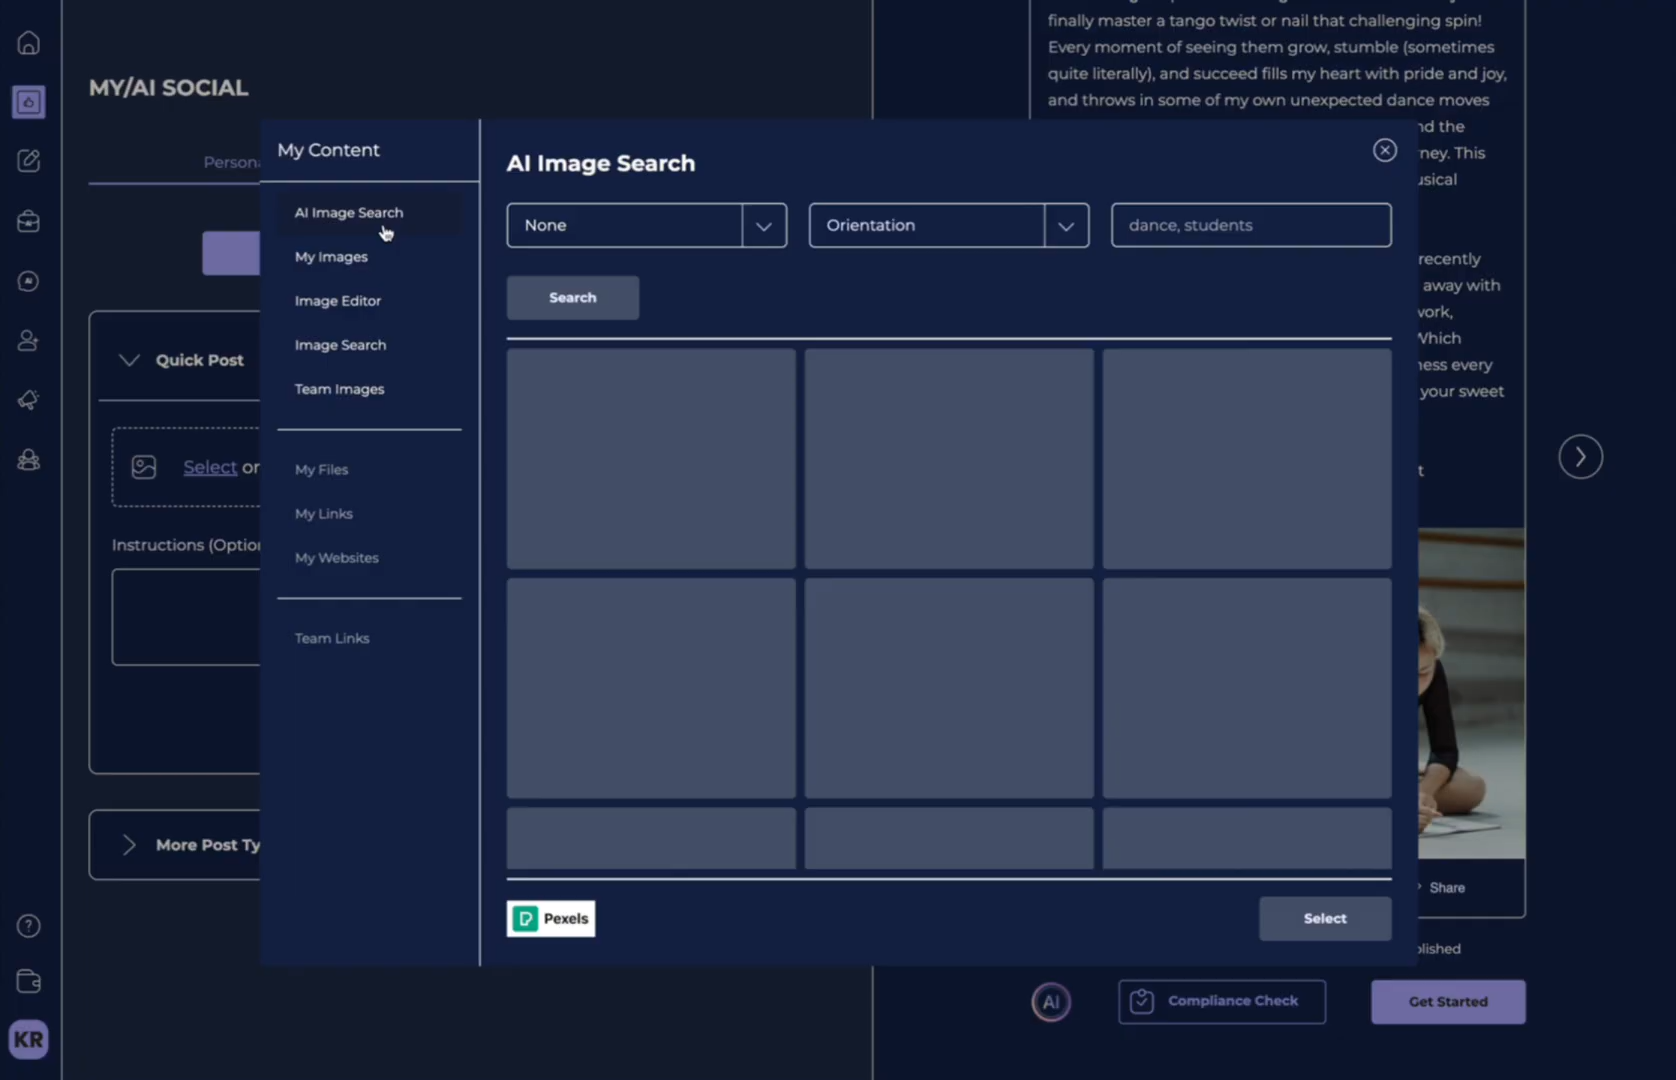 MY/AI SOCIAL
Persona
Quick Post
Select or
Instructions (Optio
More Post Ty
KR
My Content
AI Image Search
My Images
Image Editor
Image Search
Team Images
My Files
My Links
My Websites
Team Links
AI Image Search
None
Orientation
dance, students
Search
Pexels
Select
finally master a tango twist or nail that challenging spin!
Every moment of seeing them grow, stumble (sometimes
quite literally), and succeed fills my heart with pride and joy,
and throws in some of my own unexpected dance moves
nd the
ney. This
usical
recently
away with
work,
Which
ness every
your sweet
t
Share
blished
AI
Compliance Check
Get Started